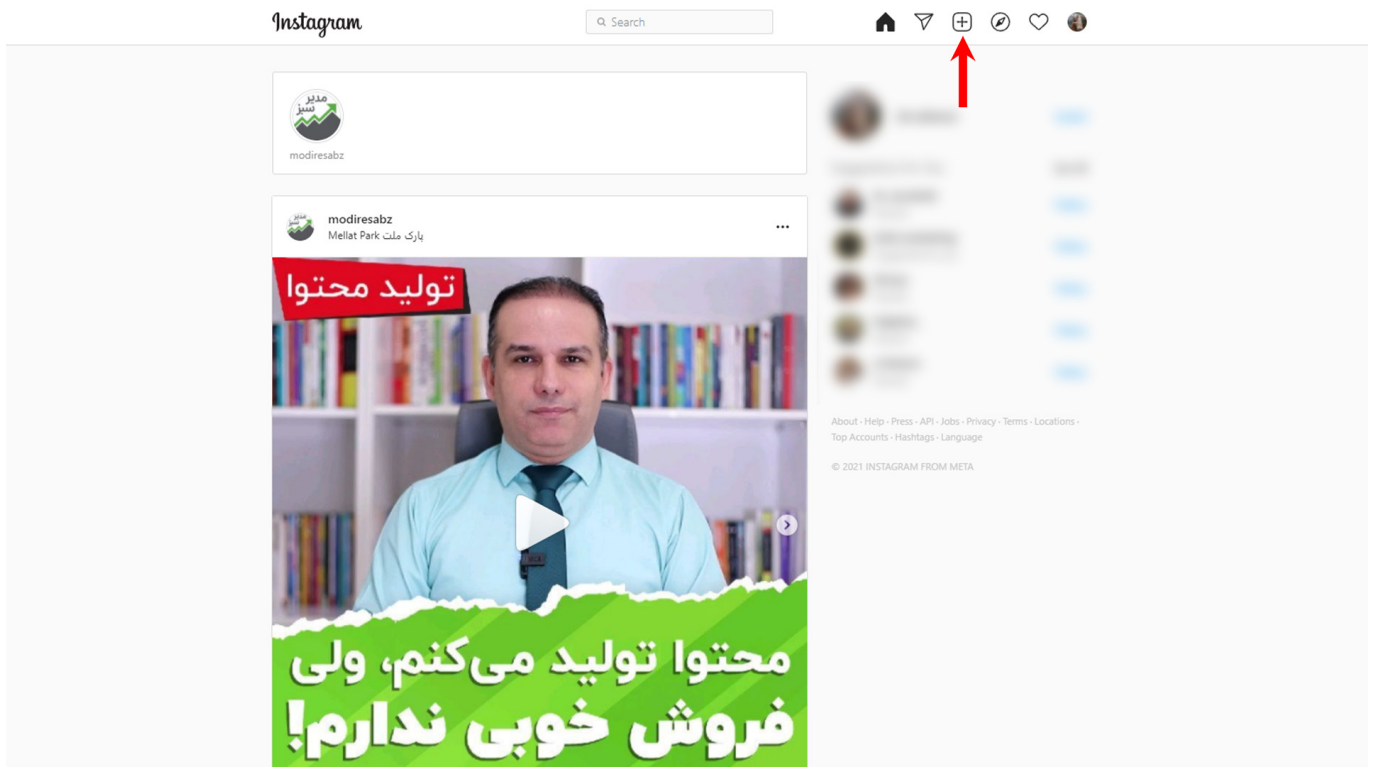 Instagram
Search
مدیر
سبز
modiresabz
modiresabz
Mellat Park پارک ملت
تولید محتوا
محتوا تولید می‌کنم، ولی
فروش خوبی ندارم!
About · Help · Press · API · Jobs · Privacy · Terms · Locations ·
Top Accounts · Hashtags · Language
© 2021 INSTAGRAM FROM META